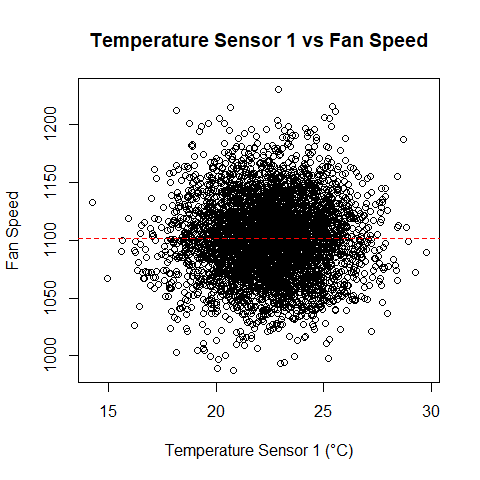 Temperature Sensor 1 vs Fan Speed
Fan Speed
1200
1150
1100
1050
1000
15 20 25 30
Temperature Sensor 1 (°C)